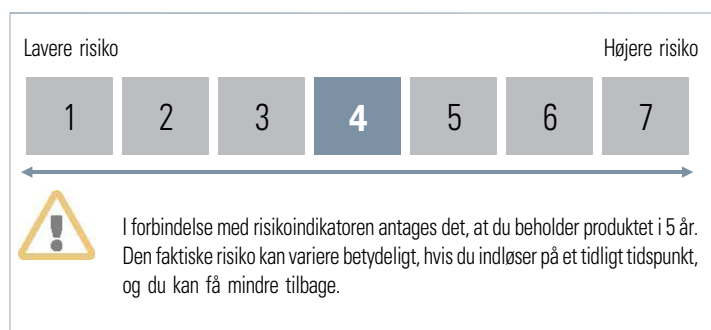 Lavere risiko Højere risiko
1 2 3 4 5 6 7
I forbindelse med risikoindikatoren antages det, at du beholder produktet i 5 år.
Den faktiske risiko kan variere betydeligt, hvis du indløser på et tidligt tidspunkt,
og du kan få mindre tilbage.